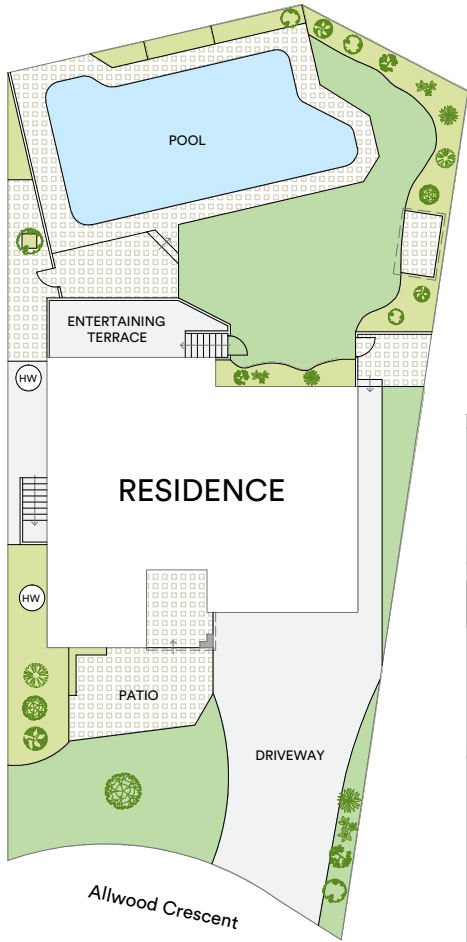 POOL
ENTERTAINING
TERRACE
HW
RESIDENCE
HW
PATIO
DRIVEWAY
Allwood Crescent